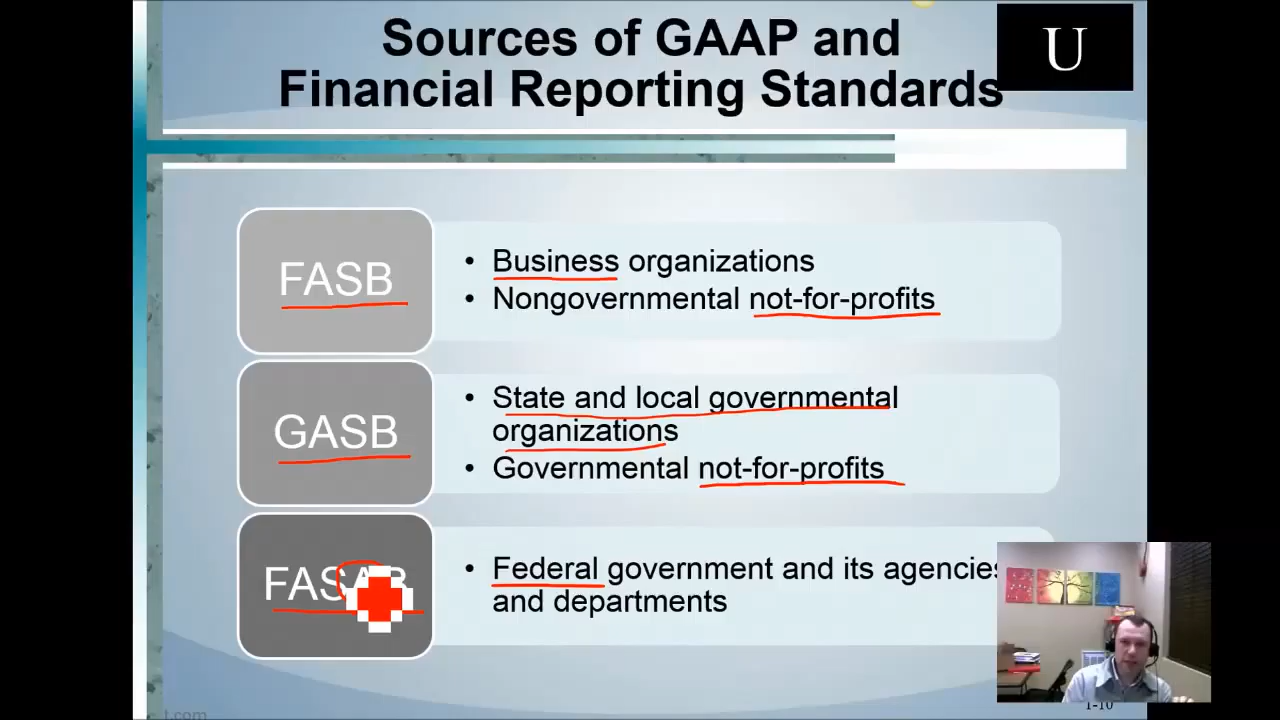 Sources of GAAP and
Financial Reporting Standards
U
FASB
• Business organizations
• Nongovernmental not-for-profits
GASB
• State and local governmental
organizations
• Governmental not-for-profits
FASAB
• Federal government and its agencies
and departments
1-10
t.com